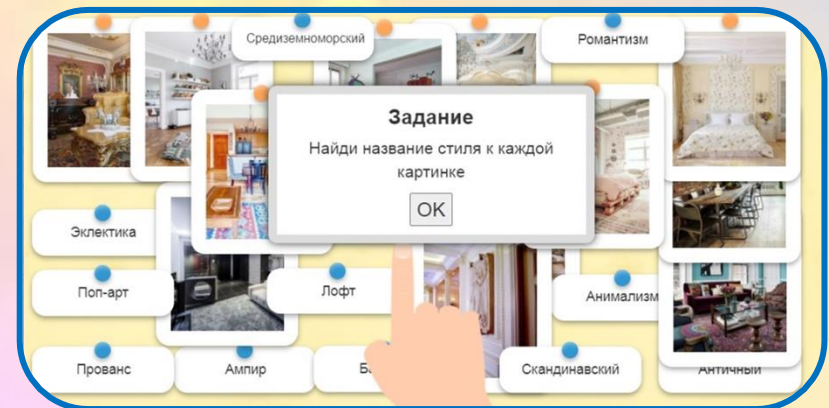 Средиземноморский
Романтизм
Задание
Найди название стиля к каждой
картинке
OK
Эклектика
Поп-арт
Лофт
Анимализм
Прованс
Ампир
Скандинавский
Античный